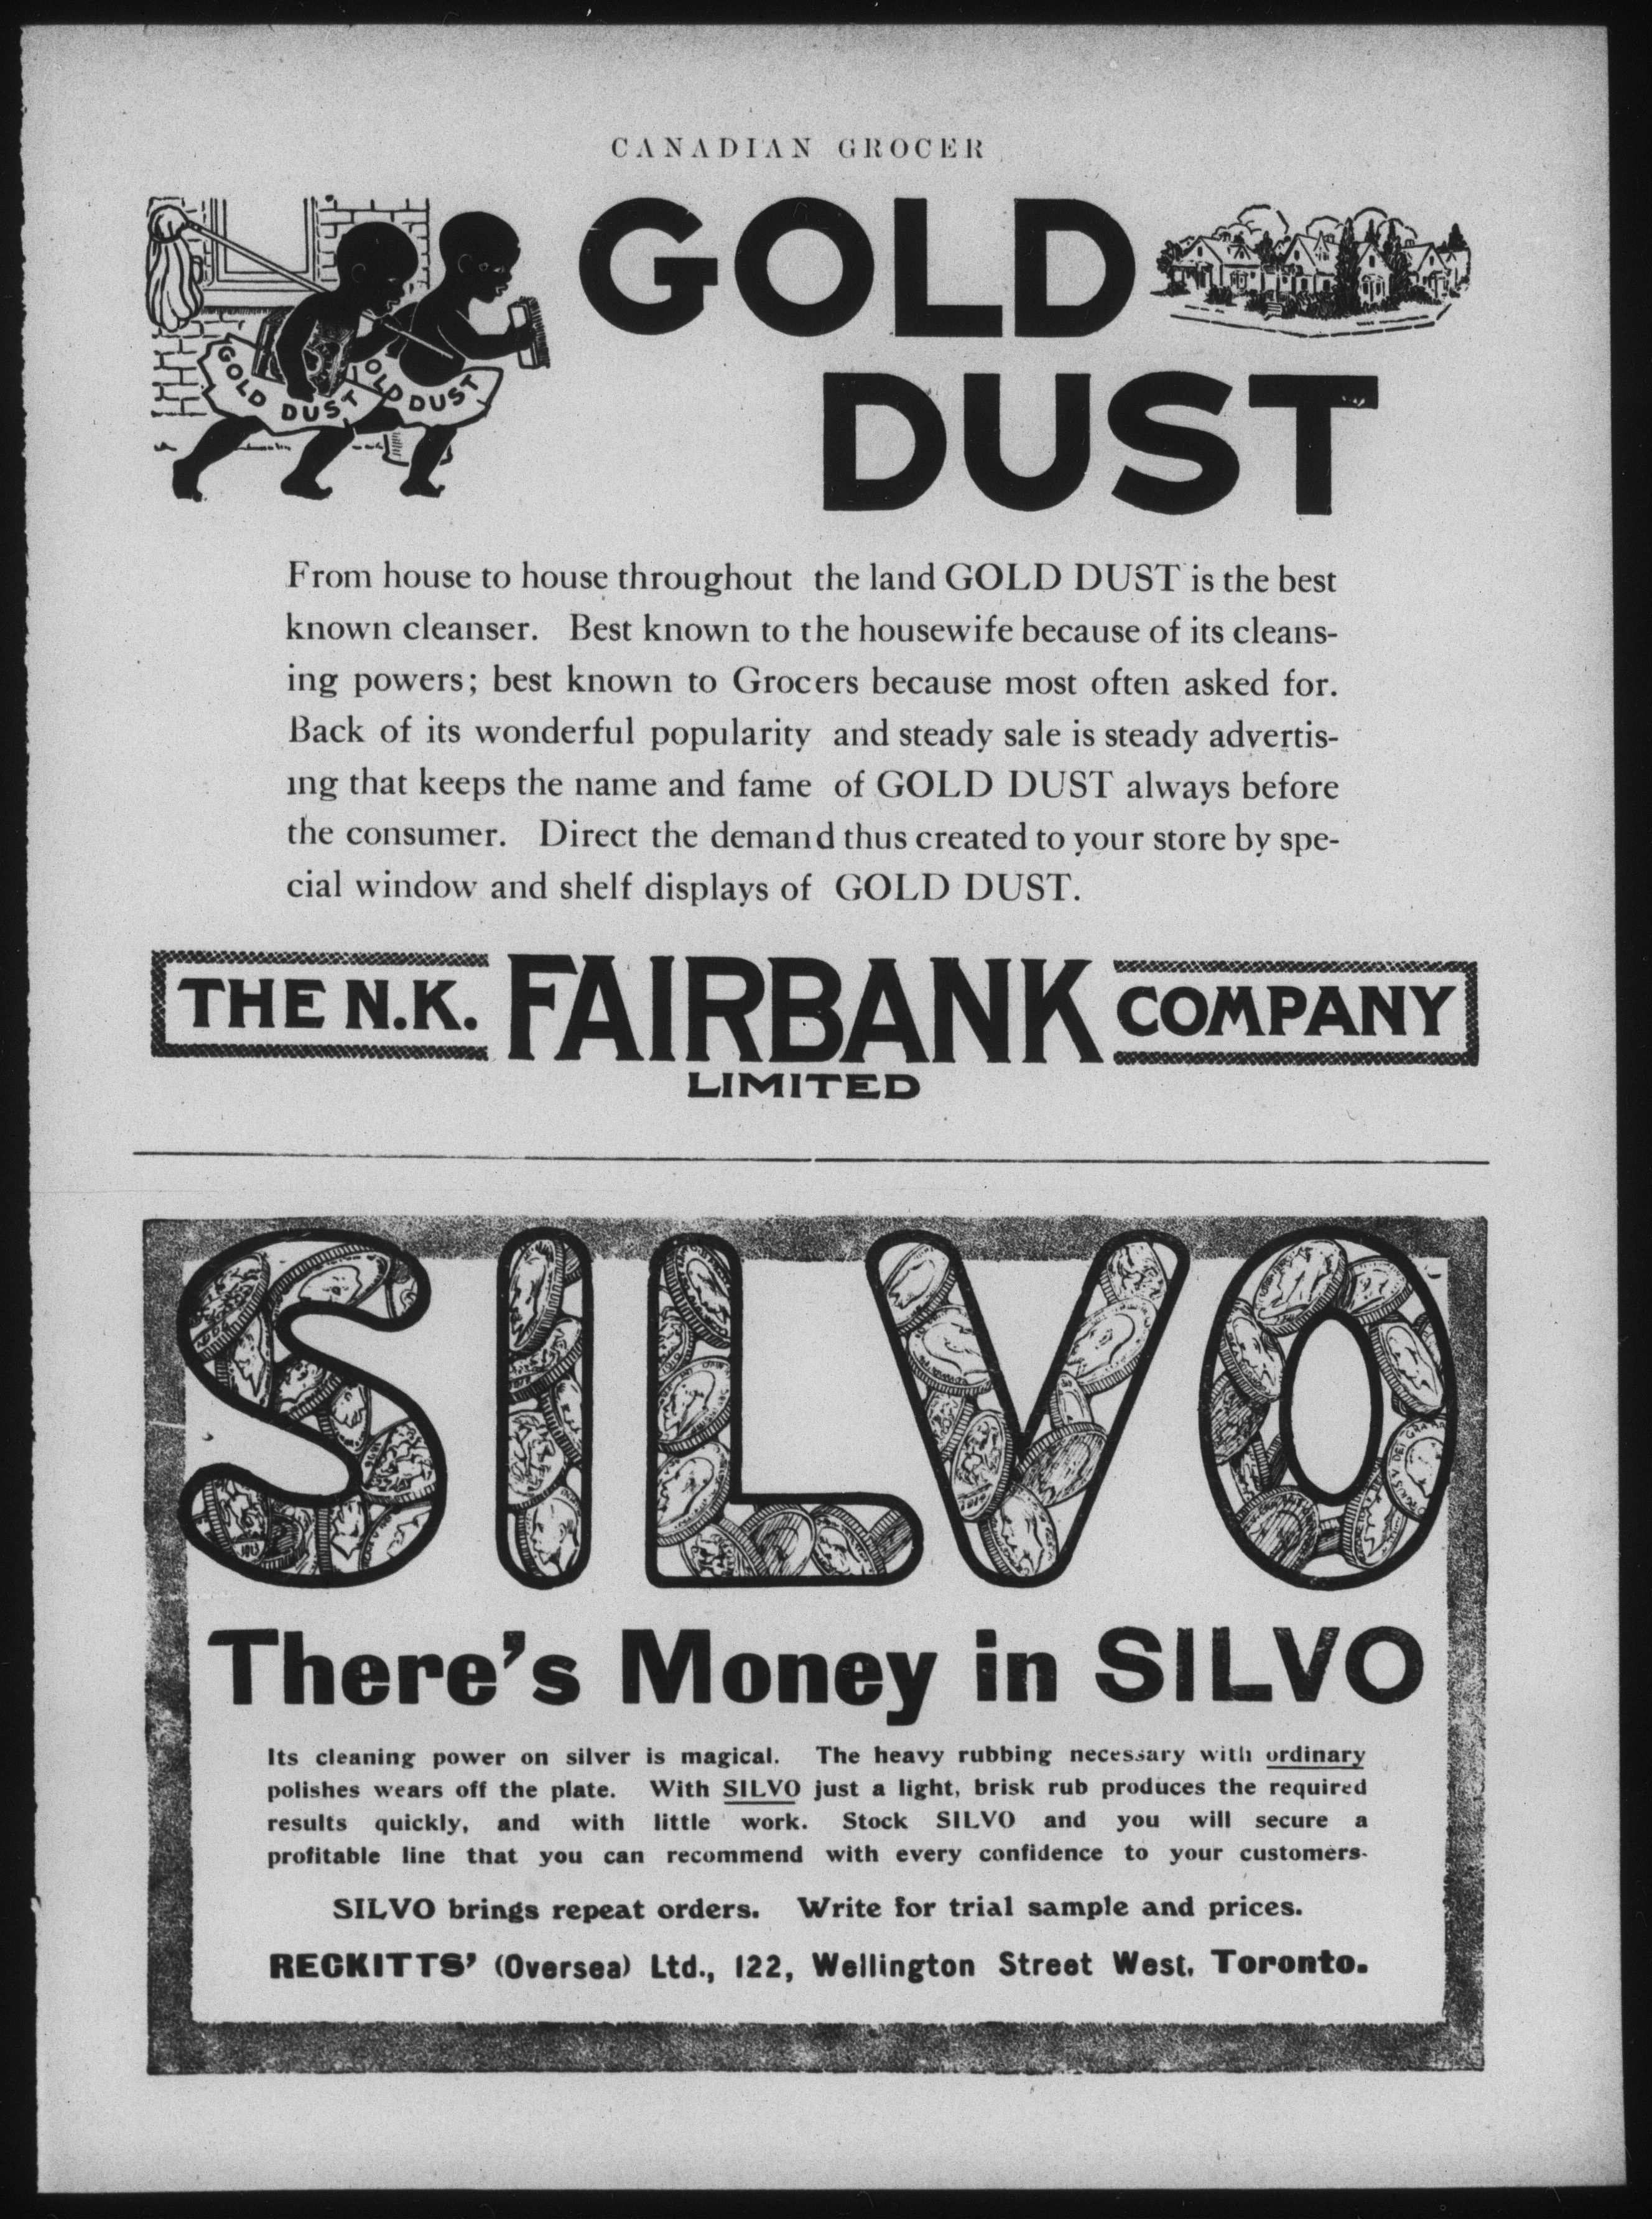 CANADIAN GROCER
GOLD
DUST
GOLD DUST
OLD DUST
From house to house throughout the land GOLD DUST is the best
known cleanser. Best known to the housewife because of its cleans-
ing powers; best known to Grocers because most often asked for.
Back of its wonderful popularity and steady sale is steady advertis-
ing that keeps the name and fame of GOLD DUST always before
the consumer. Direct the demand thus created to your store by spe-
cial window and shelf displays of GOLD DUST.
THE N.K. FAIRBANK COMPANY
LIMITED
SILVO
There's Money in SILVO
Its cleaning power on silver is magical. The heavy rubbing necessary with ordinary
polishes wears off the plate. With SILVO just a light, brisk rub produces the required
results quickly, and with little work. Stock SILVO and you will secure a
profitable line that you can recommend with every confidence to your customers.
SILVO brings repeat orders. Write for trial sample and prices.
RECKITTS' (Oversea) Ltd., 122, Wellington Street West, Toronto.